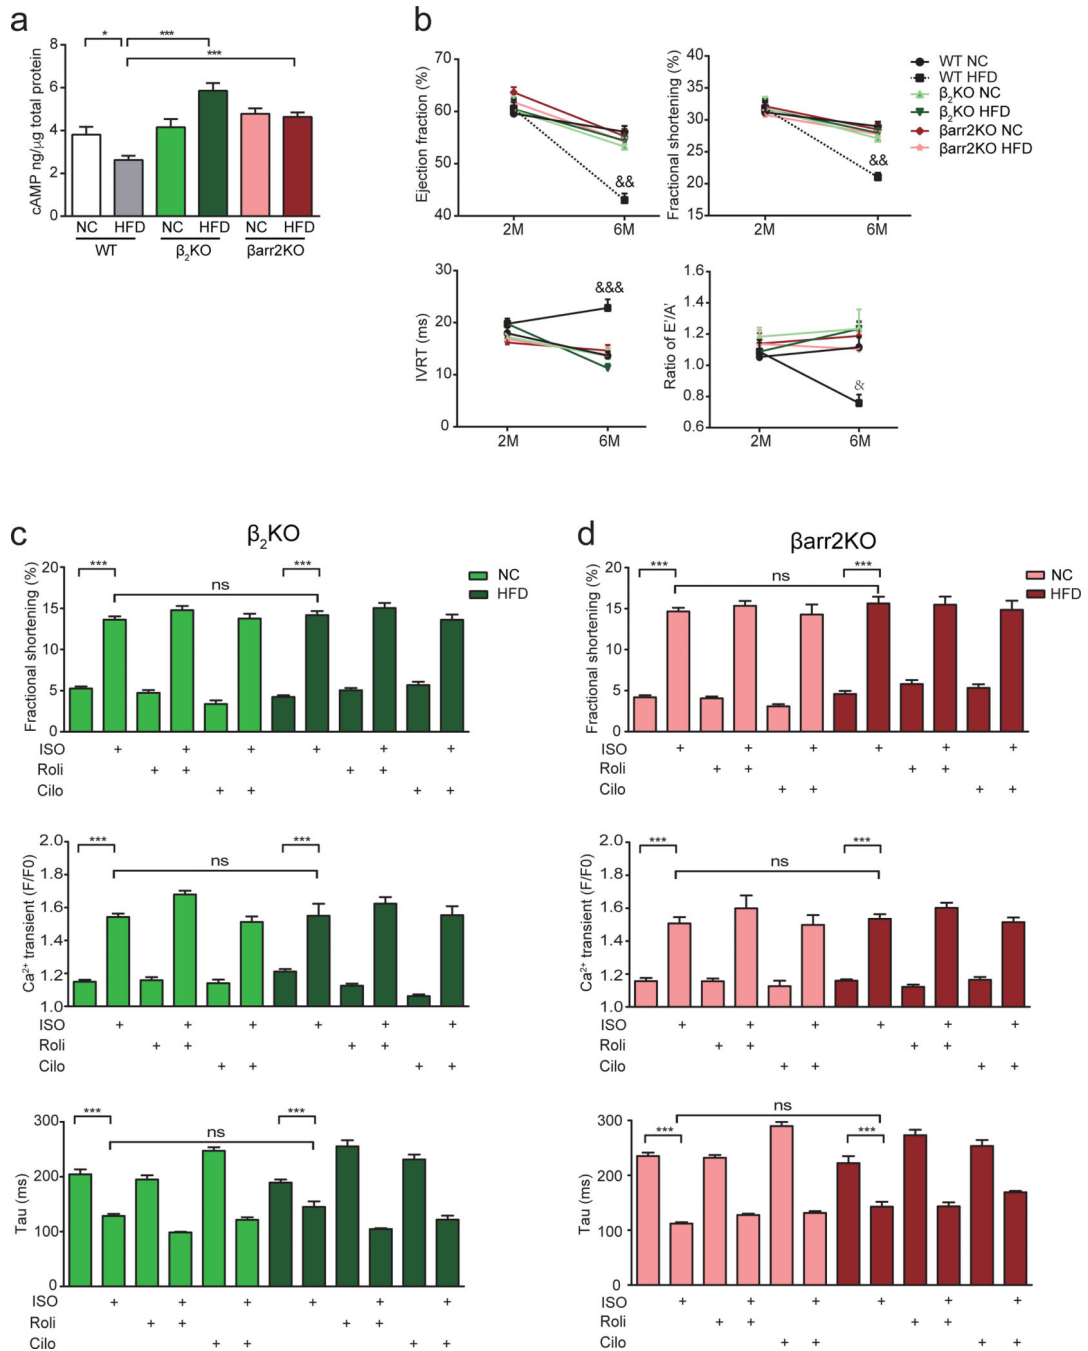 a
* ***
***
cAMP ng/μg total protein
8
6
4
2
0
NC HFD NC HFD NC HFD
WT β₂KO βarr2KO
b
Ejection fraction (%)
70
60
50
40
&&
2M 6M
Fractional shortening (%)
40
35
30
25
20
15
&&
2M 6M
WT NC
WT HFD
β₂KO NC
β₂KO HFD
βarr2KO NC
βarr2KO HFD
IVRT (ms)
30
20
10
0
&&&
2M 6M
Ratio of E'/A'
1.6
1.4
1.2
1.0
0.8
0.6
&
2M 6M
c
β₂KO
Fractional shortening (%)
20
15
10
5
0
*** ns ***
NC
HFD
ISO + + + + + +
Roli + + + +
Cilo + + + +
Ca²⁺ transient (F/F0)
2.0
1.8
1.6
1.4
1.2
1.0
*** ns ***
ISO + + + + + +
Roli + + + +
Cilo + + + +
Tau (ms)
300
200
100
0
*** ns ***
ISO + + + + + +
Roli + + + +
Cilo + + + +
d
βarr2KO
Fractional shortening (%)
20
15
10
5
0
*** ns ***
NC
HFD
ISO + + + + + +
Roli + + + +
Cilo + + + +
Ca²⁺ transient (F/F0)
2.0
1.8
1.6
1.4
1.2
1.0
*** ns ***
ISO + + + + + +
Roli + + + +
Cilo + + + +
Tau (ms)
300
200
100
0
*** ns ***
ISO + + + + + +
Roli + + + +
Cilo + + + +